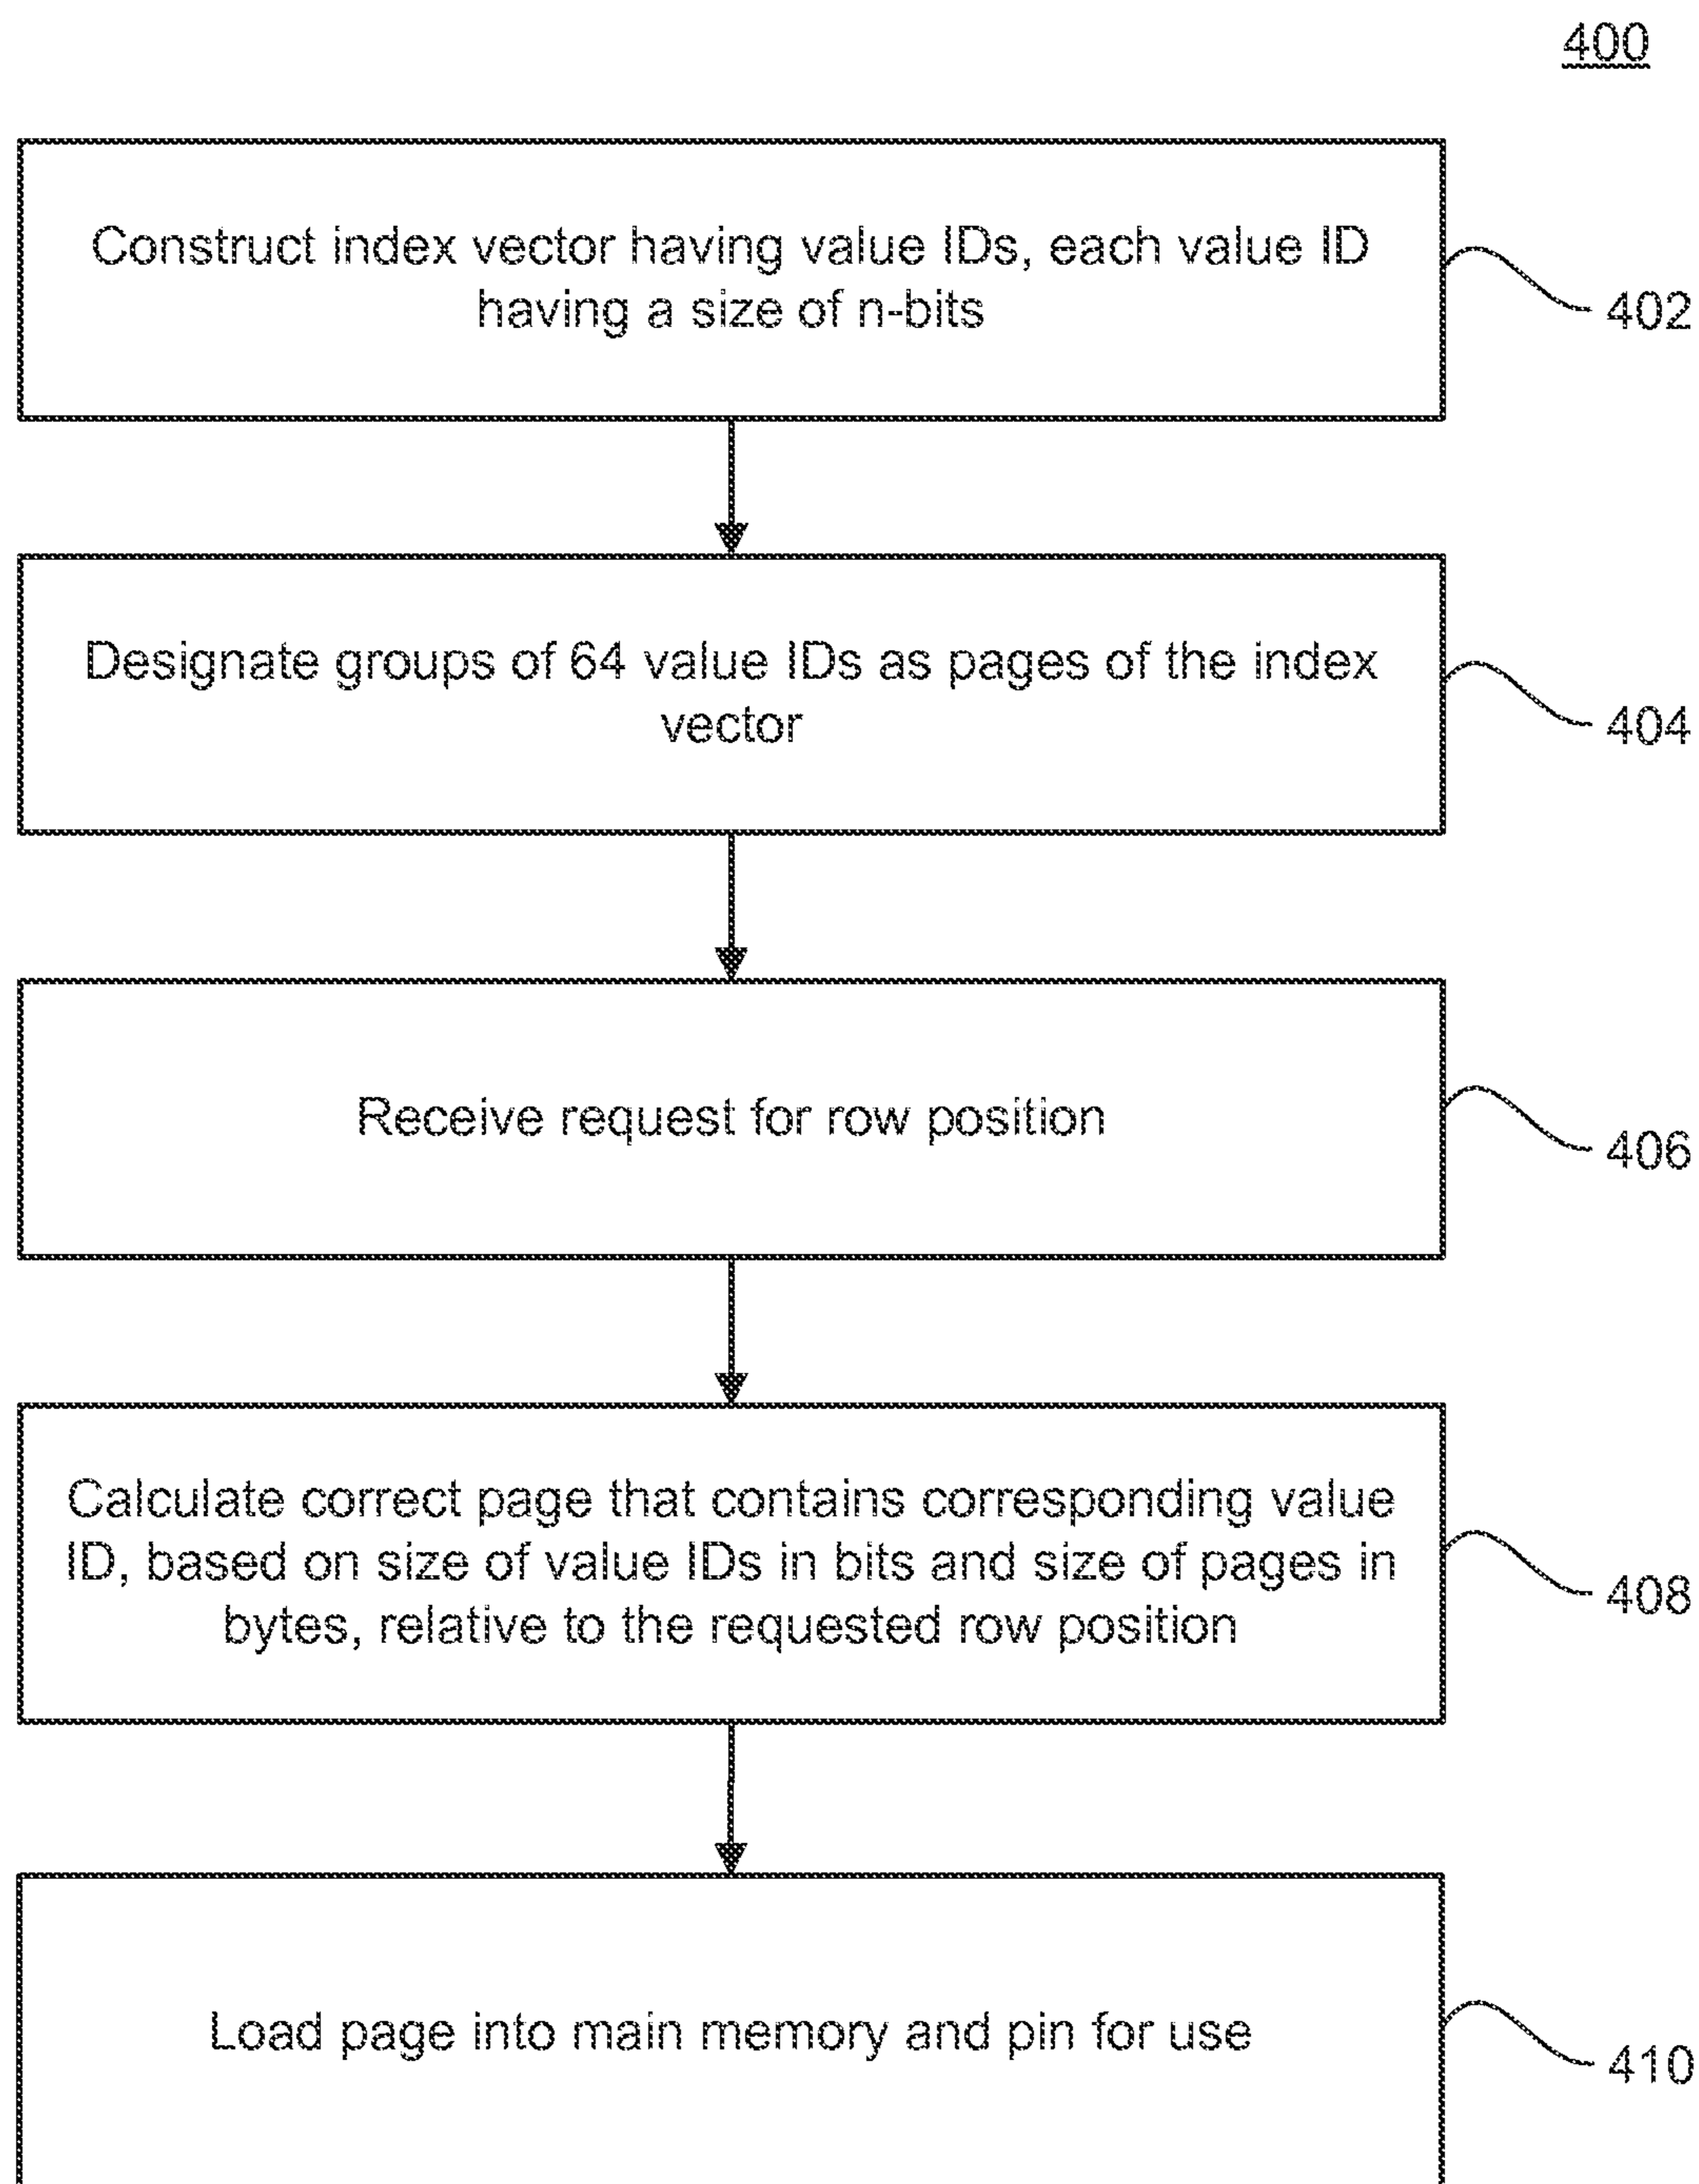 400
Construct index vector having value IDs, each value ID
having a size of n-bits
402
Designate groups of 64 value IDs as pages of the index
vector
404
Receive request for row position
406
Calculate correct page that contains corresponding value
ID, based on size of value IDs in bits and size of pages in
bytes, relative to the requested row position
408
Load page into main memory and pin for use
410